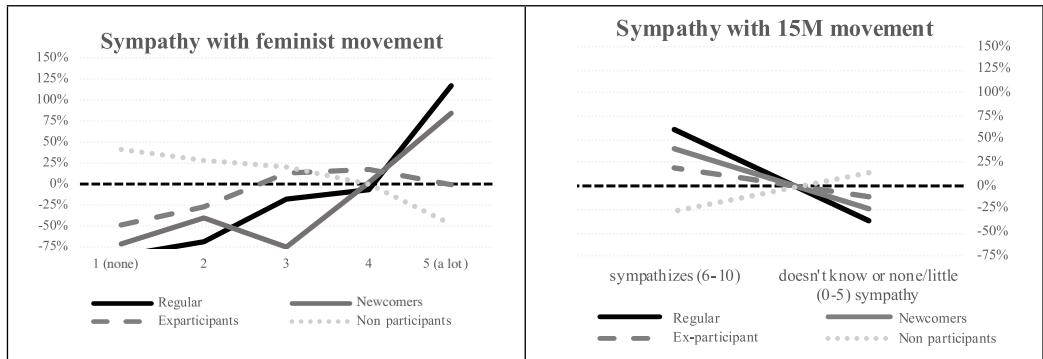 Sympathy with feminist movement
150%
125%
100%
75%
50%
25%
0%
-25%
-50%
-75%
1 (none) 2 3 4 5 (a lot)
Regular Newcomers
Exparticipants Non participants
Sympathy with 15M movement
150%
125%
100%
75%
50%
25%
0%
-25%
-50%
-75%
sympathizes (6-10) doesn't know or none/little
(0-5) sympathy
Regular Newcomers
Ex-participant Non participants